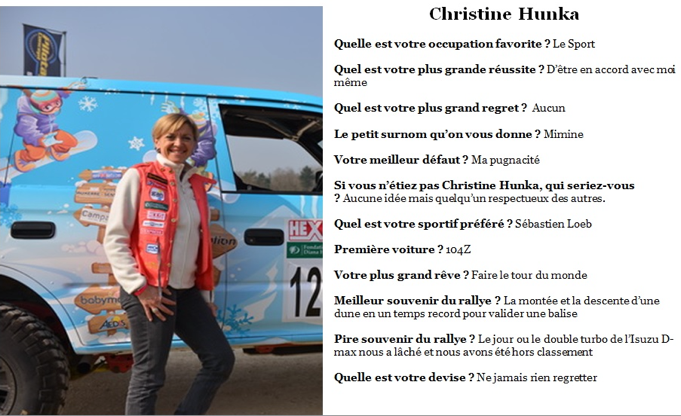 Christine Hunka
Quelle est votre occupation favorite ? Le Sport
Quel est votre plus grande réussite ? D'être en accord avec moi
même
Quel est votre plus grand regret ? Aucun
Le petit surnom qu'on vous donne ? Mimine
Votre meilleur défaut ? Ma pugnacité
Si vous n'étiez pas Christine Hunka, qui seriez-vous
? Aucune idée mais quelqu'un respectueux des autres.
Quel est votre sportif préféré ? Sébastien Loeb
Première voiture ? 104Z
Votre plus grand rêve ? Faire le tour du monde
Meilleur souvenir du rallye ? La montée et la descente d'une
dune en un temps record pour valider une balise
Pire souvenir du rallye ? Le jour ou le double turbo de l'Isuzu D-
max nous a lâché et nous avons été hors classement
Quelle est votre devise ? Ne jamais rien regretter
HEX
Fondation
12
babymo